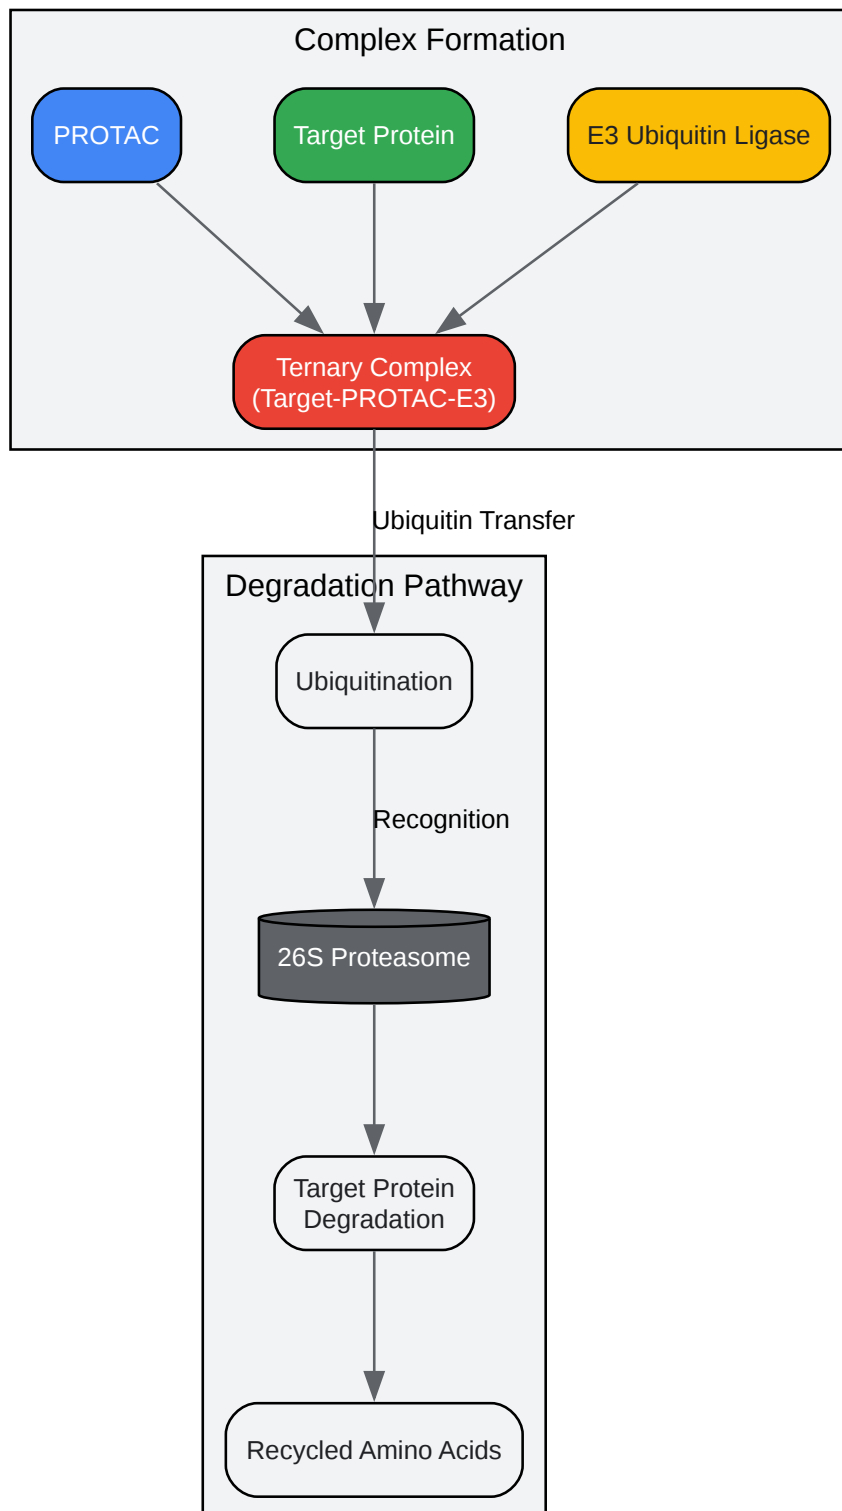 Complex Formation
PROTAC
Target Protein
E3 Ubiquitin Ligase
Ternary Complex
(Target-PROTAC-E3)
Ubiquitin Transfer
Degradation Pathway
Ubiquitination
Recognition
26S Proteasome
Target Protein
Degradation
Recycled Amino Acids